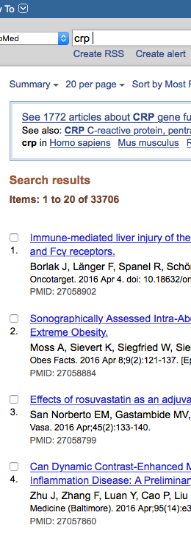 To
oMed
crp
Create RSS Create alert
Summary 20 per page Sort by Most
See 1772 articles about CRP gene fu
See also: CRP C-reactive protein, pentra
crp in Homo sapiens Mus musculus
Search results
Items: 1 to 20 of 33706
Immune-mediated liver injury of the
1. and Fcγ receptors.
Borlak J, Länger F, Spanel R, Schö
Oncotarget. 2016 Apr 4. doi: 10.18632/on
PMID: 27058902
Sonographically Assessed Intra-Ab
2. Extreme Obesity.
Moss A, Sievert K, Siegfried W, Sie
Obes Facts. 2016 Apr 8;9(2):121-137. [Ep
PMID: 27058884
Effects of rosuvastatin as an adjuva
3. San Norberto EM, Gastambide MV,
Vasa. 2016 Apr;45(2):133-140.
PMID: 27058799
Can Dynamic Contrast-Enhanced M
4. Inflammation Disease: A Preliminar
Zhu J, Zhang F, Luan Y, Cao P, Liu
Medicine (Baltimore). 2016 Apr;95(14):e3
PMID: 27057860